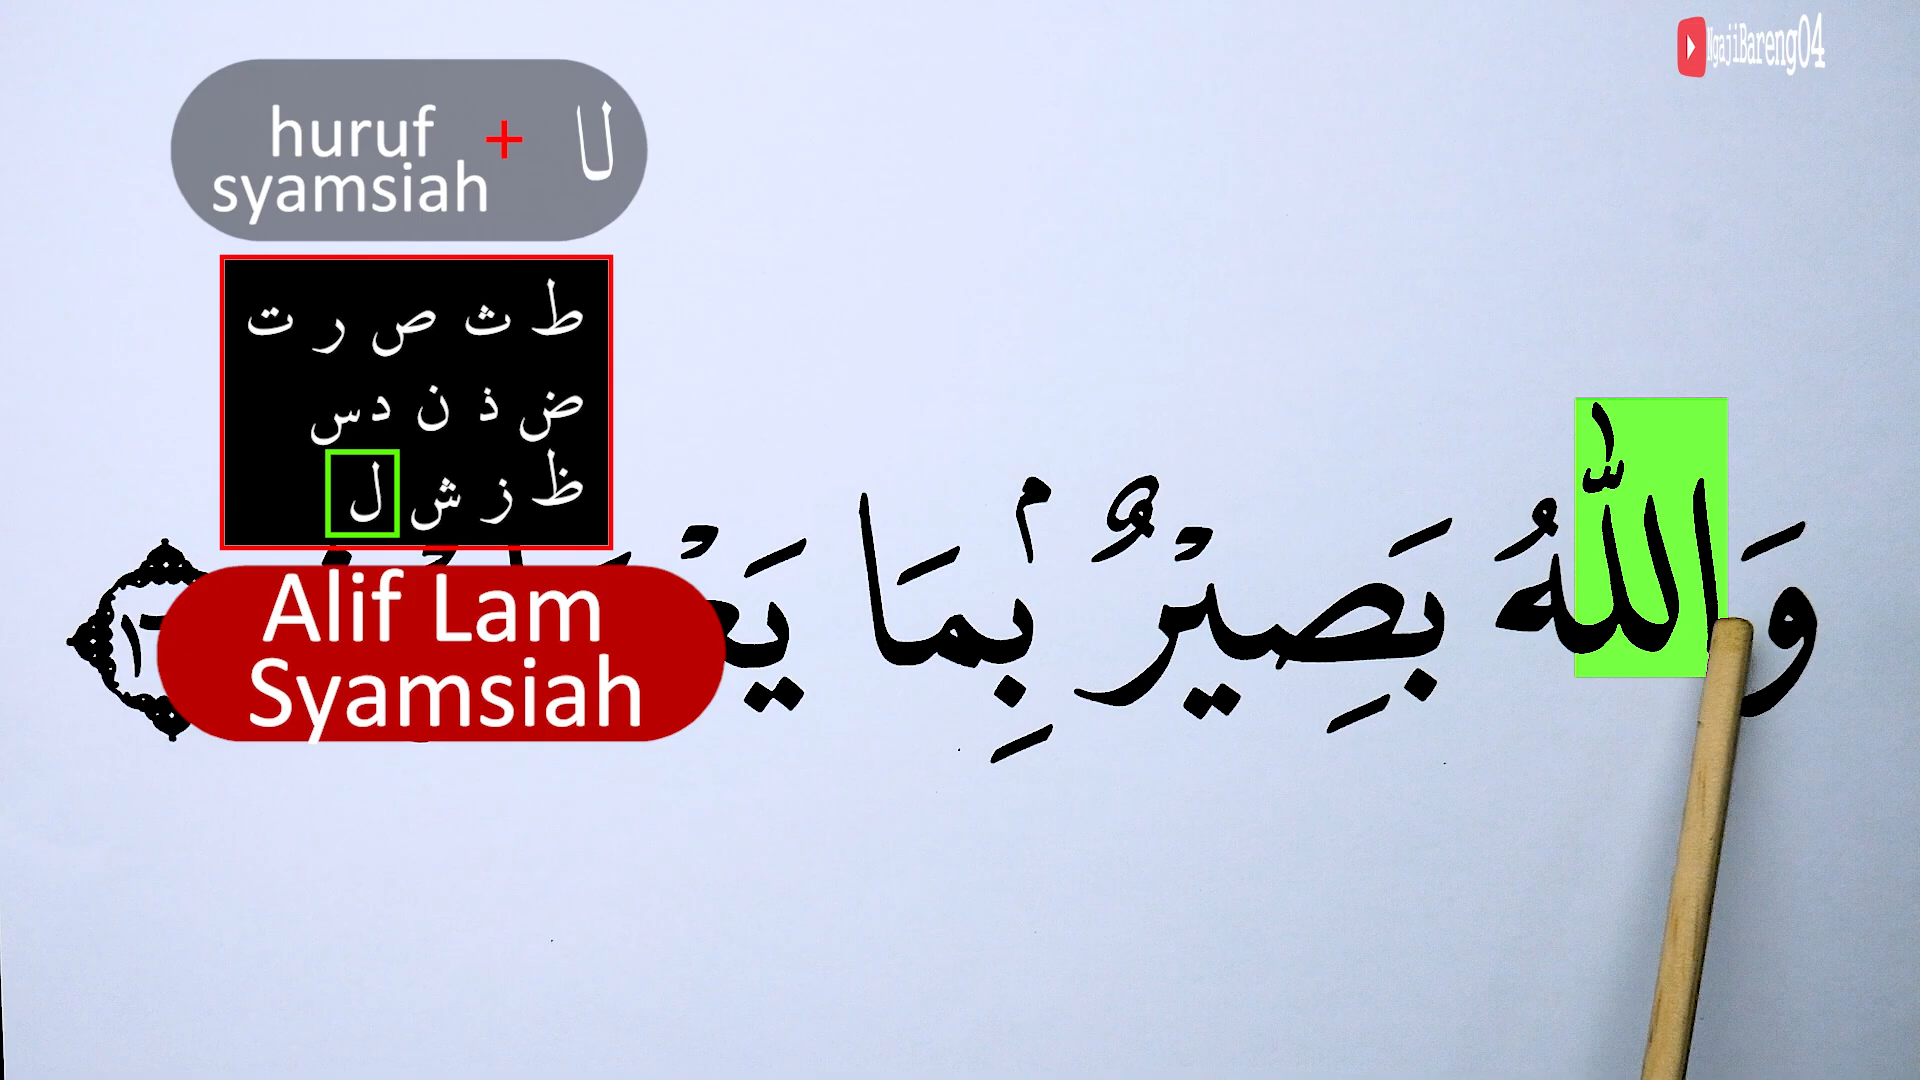 NgajiBareng04
huruf + ال
syamsiah
ط ث ص ر ت
ض ذ ن د س
ظ ز ش ل
وَاللّٰهُ بَصِيْرٌۢ بِمَا
Alif Lam
Syamsiah